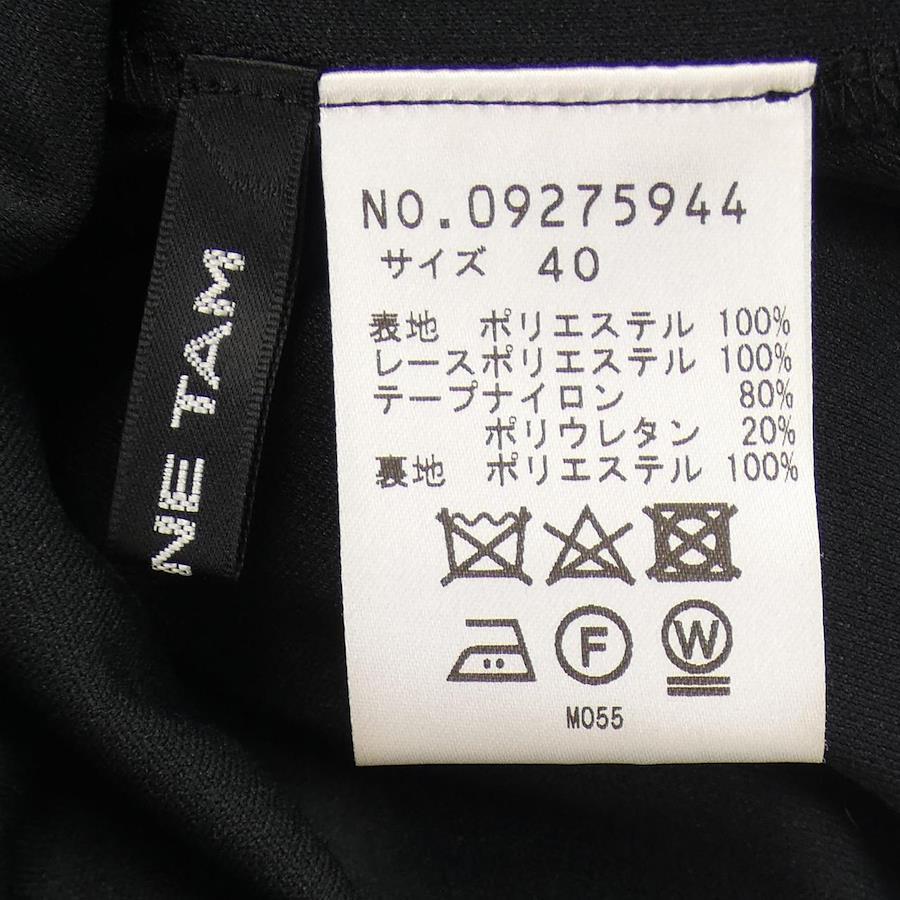 NE TAM
NO.09275944
サイズ 40
表地 ポリエステル 100%
レースポリエステル 100%
テープナイロン 80%
ポリウレタン 20%
裏地 ポリエステル 100%
F W
M055